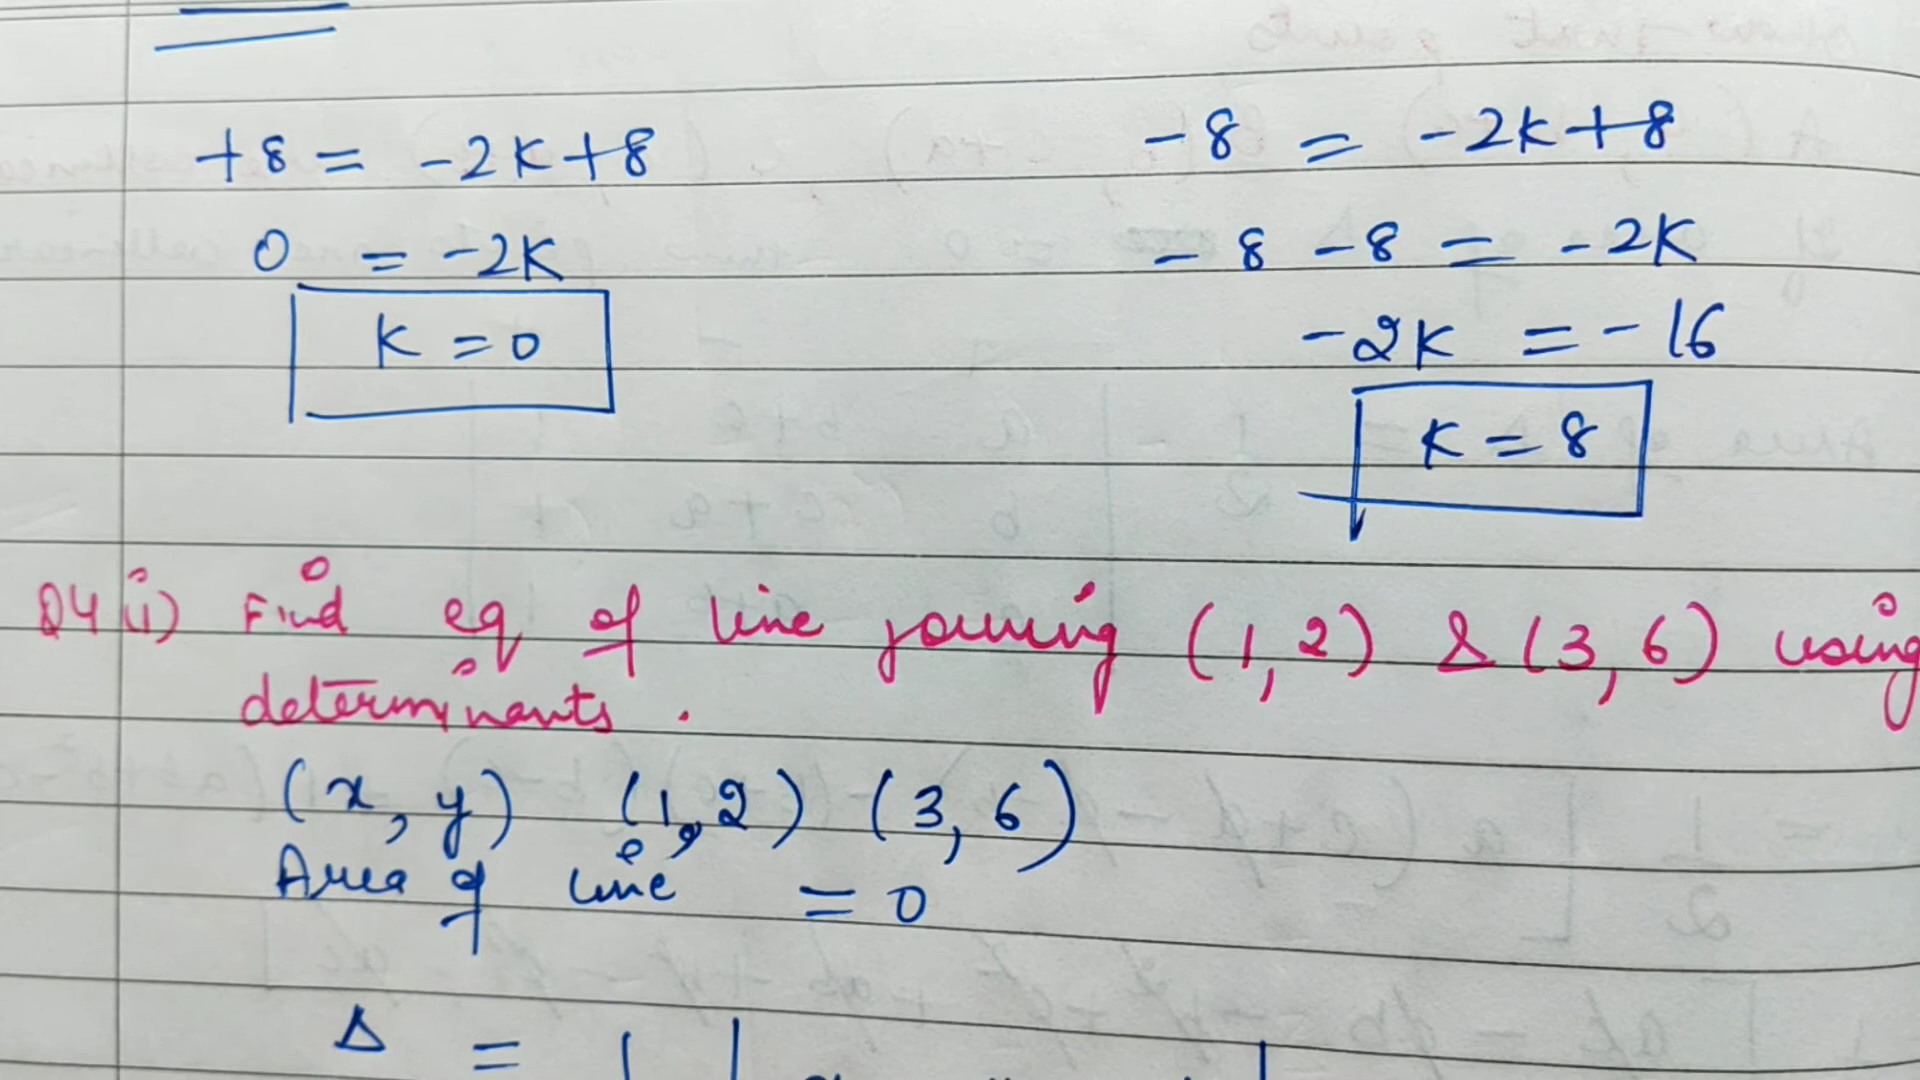 +8 = -2K+8
0 = -2K
K = 0
-8 = -2K+8
-8 -8 = -2K
-2K = -16
K = 8
Q4 (i) Find eq of line joining (1,2) & (3,6) using
determinants.
(x,y) (1,2) (3,6)
Area of line = 0
Δ =